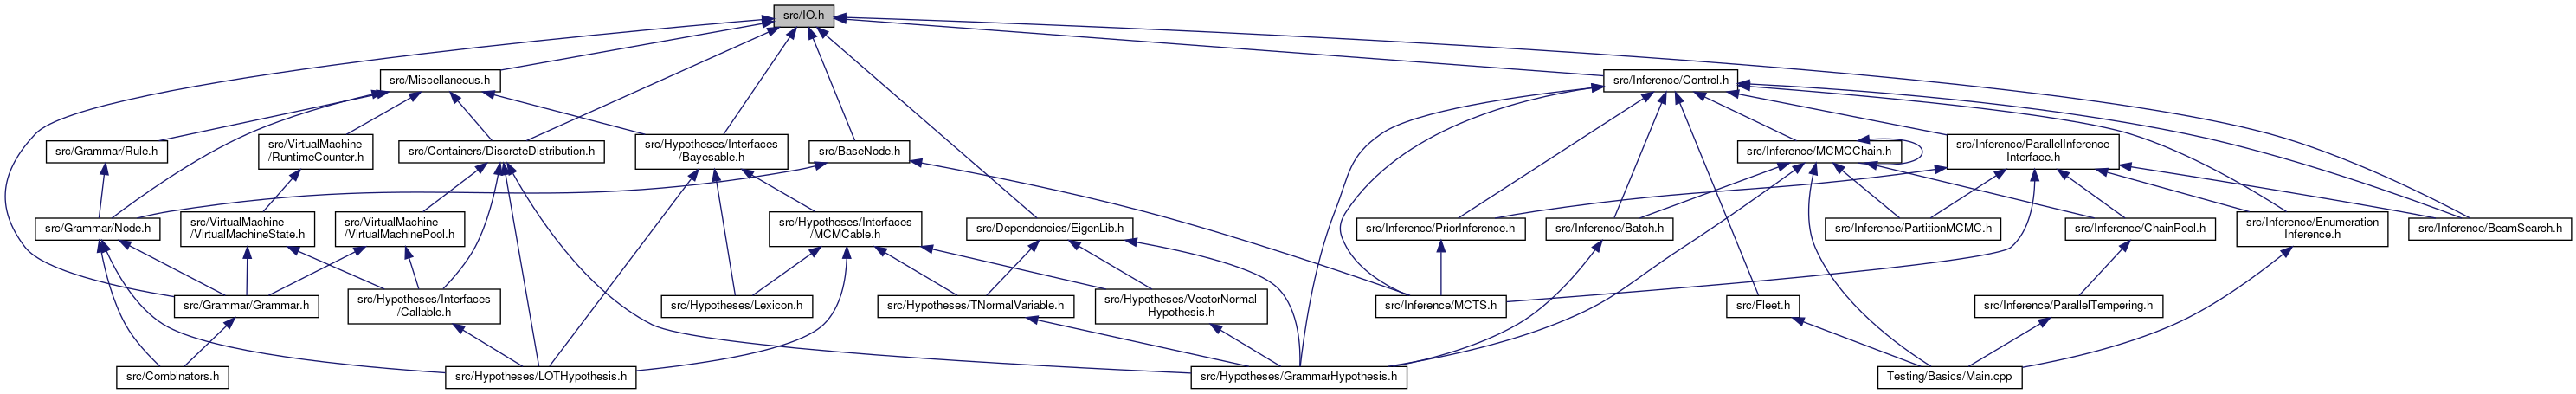 src/IO.h
src/Miscellaneous.h
src/Inference/Control.h
src/Grammar/Rule.h
src/VirtualMachine
/RuntimeCounter.h
src/Containers/DiscreteDistribution.h
src/Hypotheses/Interfaces
/Bayesable.h
src/BaseNode.h
src/Inference/MCMCChain.h
src/Inference/ParallelInference
Interface.h
src/Grammar/Node.h
src/VirtualMachine
/VirtualMachineState.h
src/VirtualMachine
/VirtualMachinePool.h
src/Hypotheses/Interfaces
/MCMCable.h
src/Dependencies/EigenLib.h
src/Inference/PriorInference.h
src/Inference/Batch.h
src/Inference/PartitionMCMC.h
src/Inference/ChainPool.h
src/Inference/Enumeration
Inference.h
src/Inference/BeamSearch.h
src/Grammar/Grammar.h
src/Hypotheses/Interfaces
/Callable.h
src/Hypotheses/Lexicon.h
src/Hypotheses/TNormalVariable.h
src/Hypotheses/VectorNormal
Hypothesis.h
src/Inference/MCTS.h
src/Fleet.h
src/Inference/ParallelTempering.h
src/Combinators.h
src/Hypotheses/LOTHypothesis.h
src/Hypotheses/GrammarHypothesis.h
Testing/Basics/Main.cpp